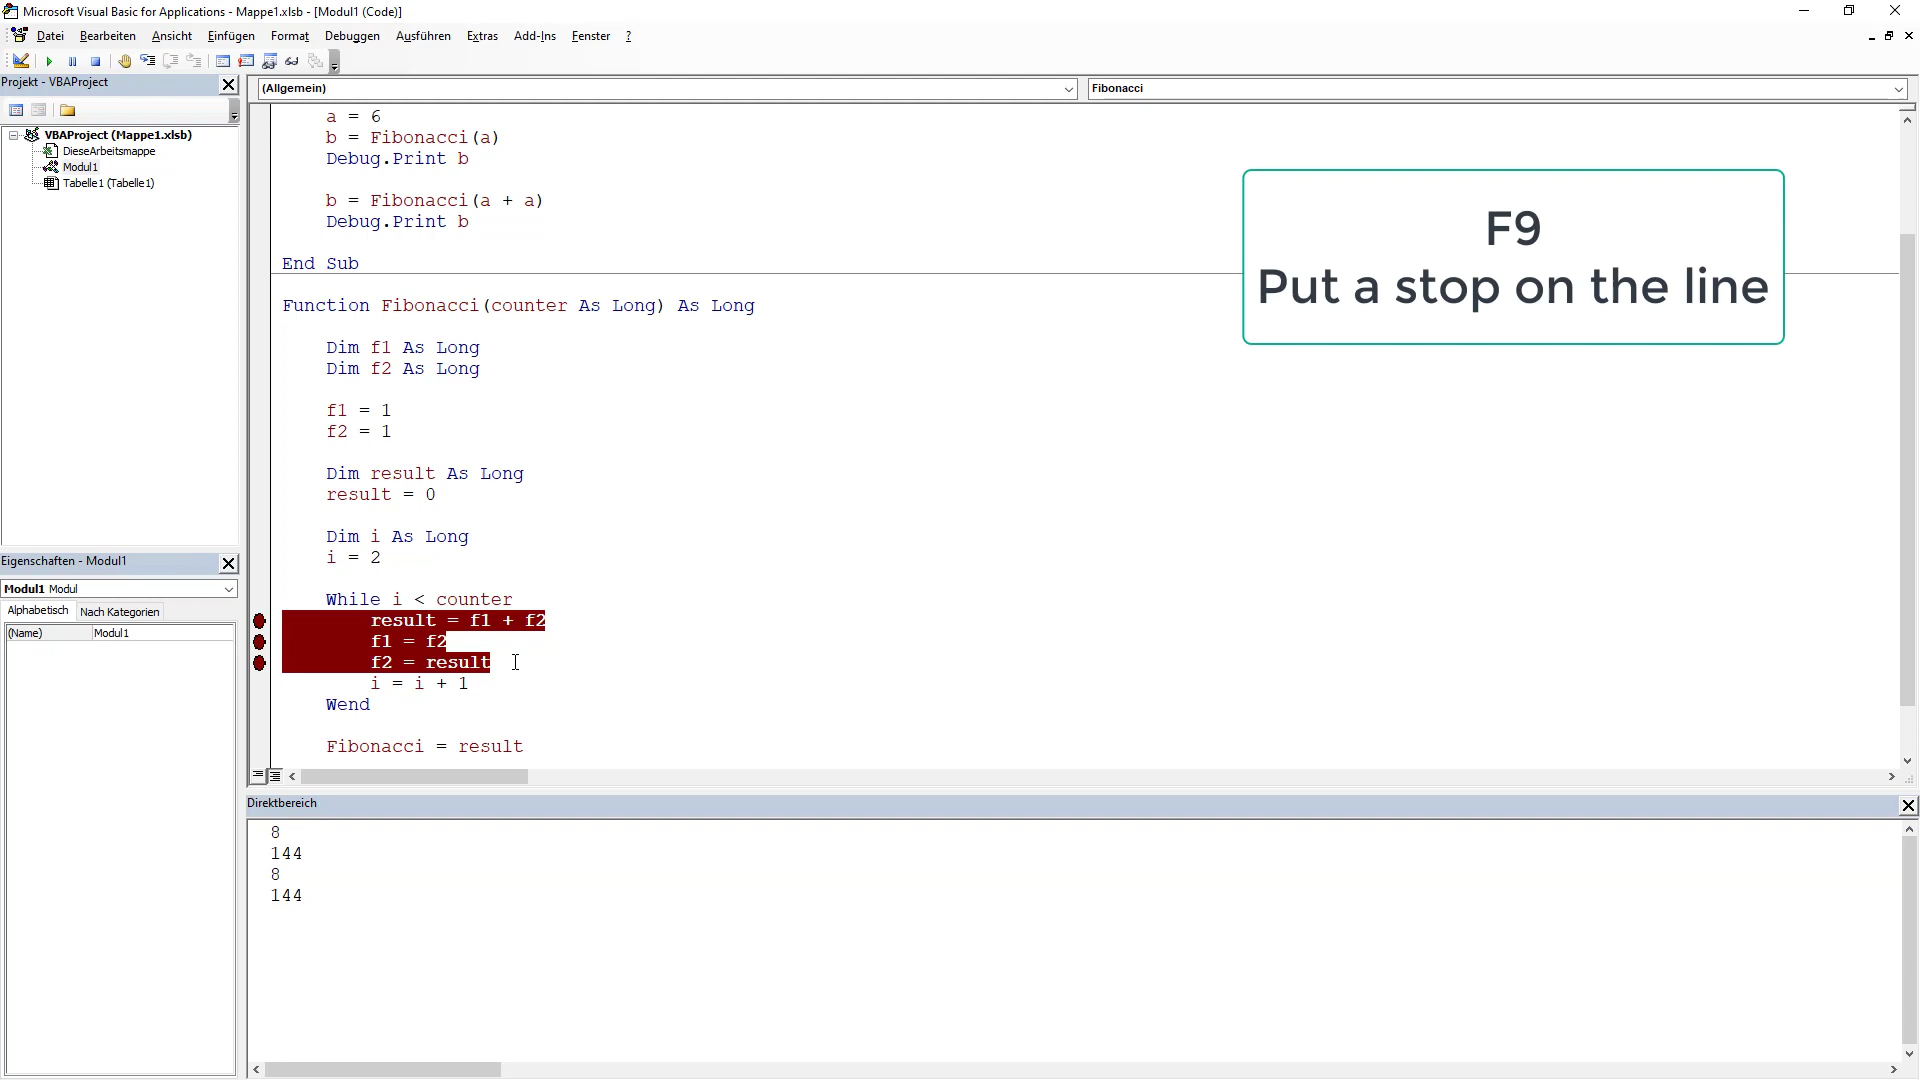 Microsoft Visual Basic for Applications - Mappe1.xlsb - [Modul1 (Code)]
Datei Bearbeiten Ansicht Einfügen Format Debuggen Ausführen Extras Add-Ins Fenster ?
Projekt - VBAProject
VBAProject (Mappe1.xlsb)
DieseArbeitsmappe
Modul1
Tabelle1 (Tabelle1)
Eigenschaften - Modul1
Modul1 Modul
Alphabetisch Nach Kategorien
(Name) Modul1
(Allgemein) Fibonacci
a = 6
b = Fibonacci(a)
Debug.Print b
b = Fibonacci(a + a)
Debug.Print b
End Sub
Function Fibonacci(counter As Long) As Long
Dim f1 As Long
Dim f2 As Long
f1 = 1
f2 = 1
Dim result As Long
result = 0
Dim i As Long
i = 2
While i < counter
result = f1 + f2
f1 = f2
f2 = result
i = i + 1
Wend
Fibonacci = result
F9
Put a stop on the line
Direktbereich
8
144
8
144